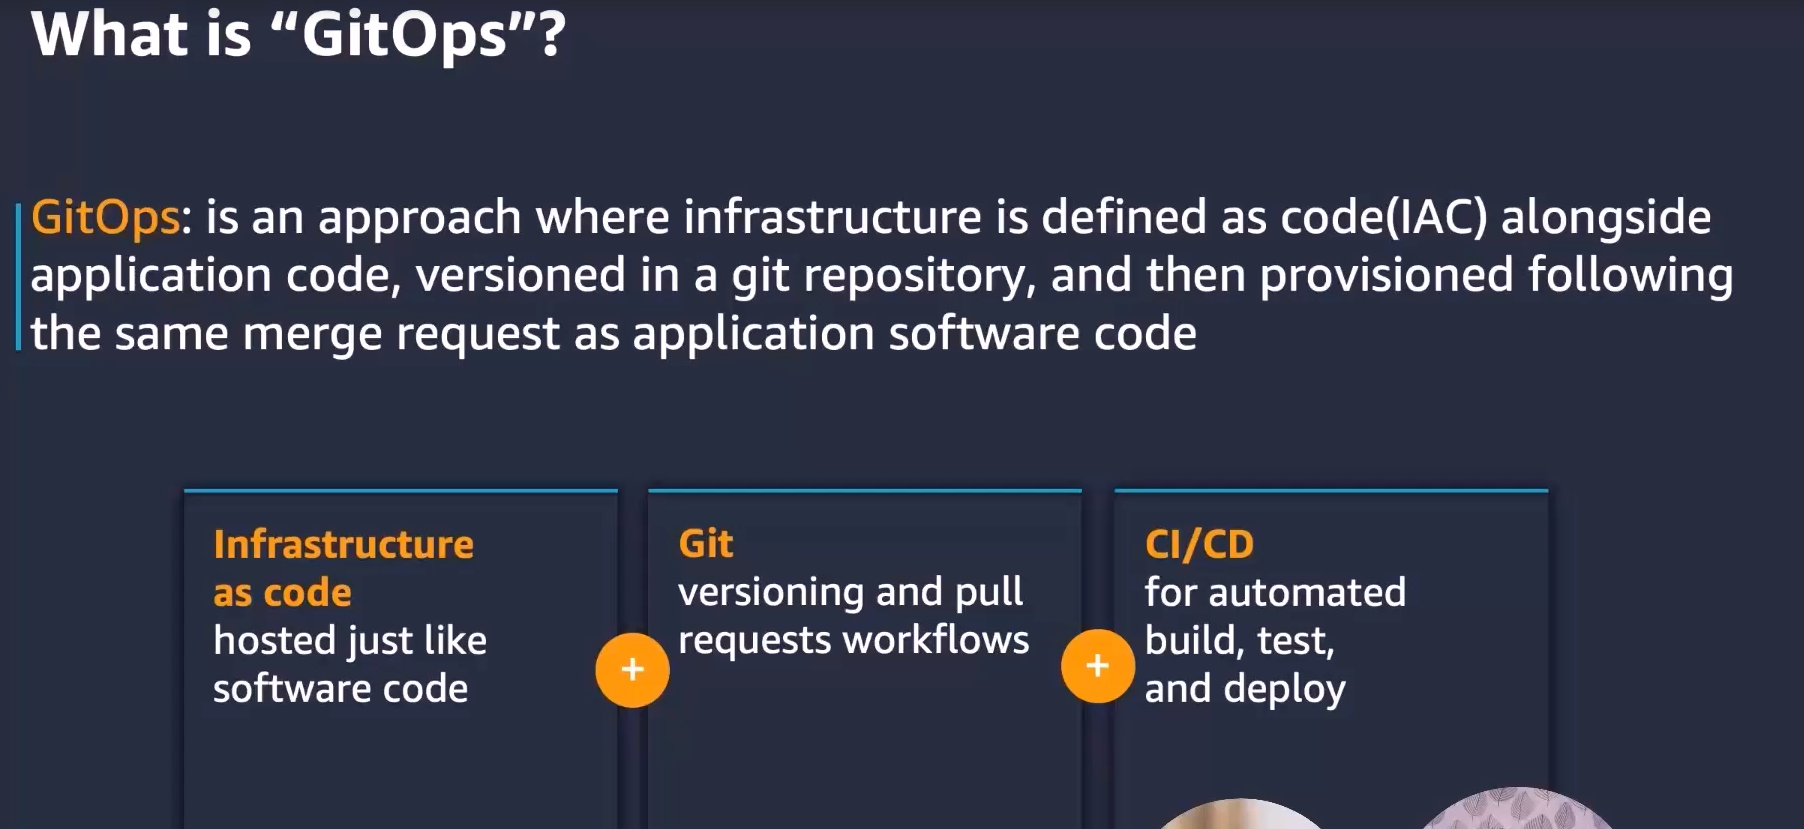 What is “GitOps”?
GitOps: is an approach where infrastructure is defined as code(IAC) alongside
application code, versioned in a git repository, and then provisioned following
the same merge request as application software code
Infrastructure
as code
hosted just like
software code
+
Git
versioning and pull
requests workflows
+
CI/CD
for automated
build, test,
and deploy